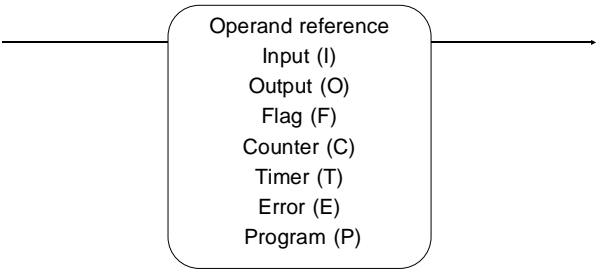 Operand reference
Input (I)
Output (O)
Flag (F)
Counter (C)
Timer (T)
Error (E)
Program (P)